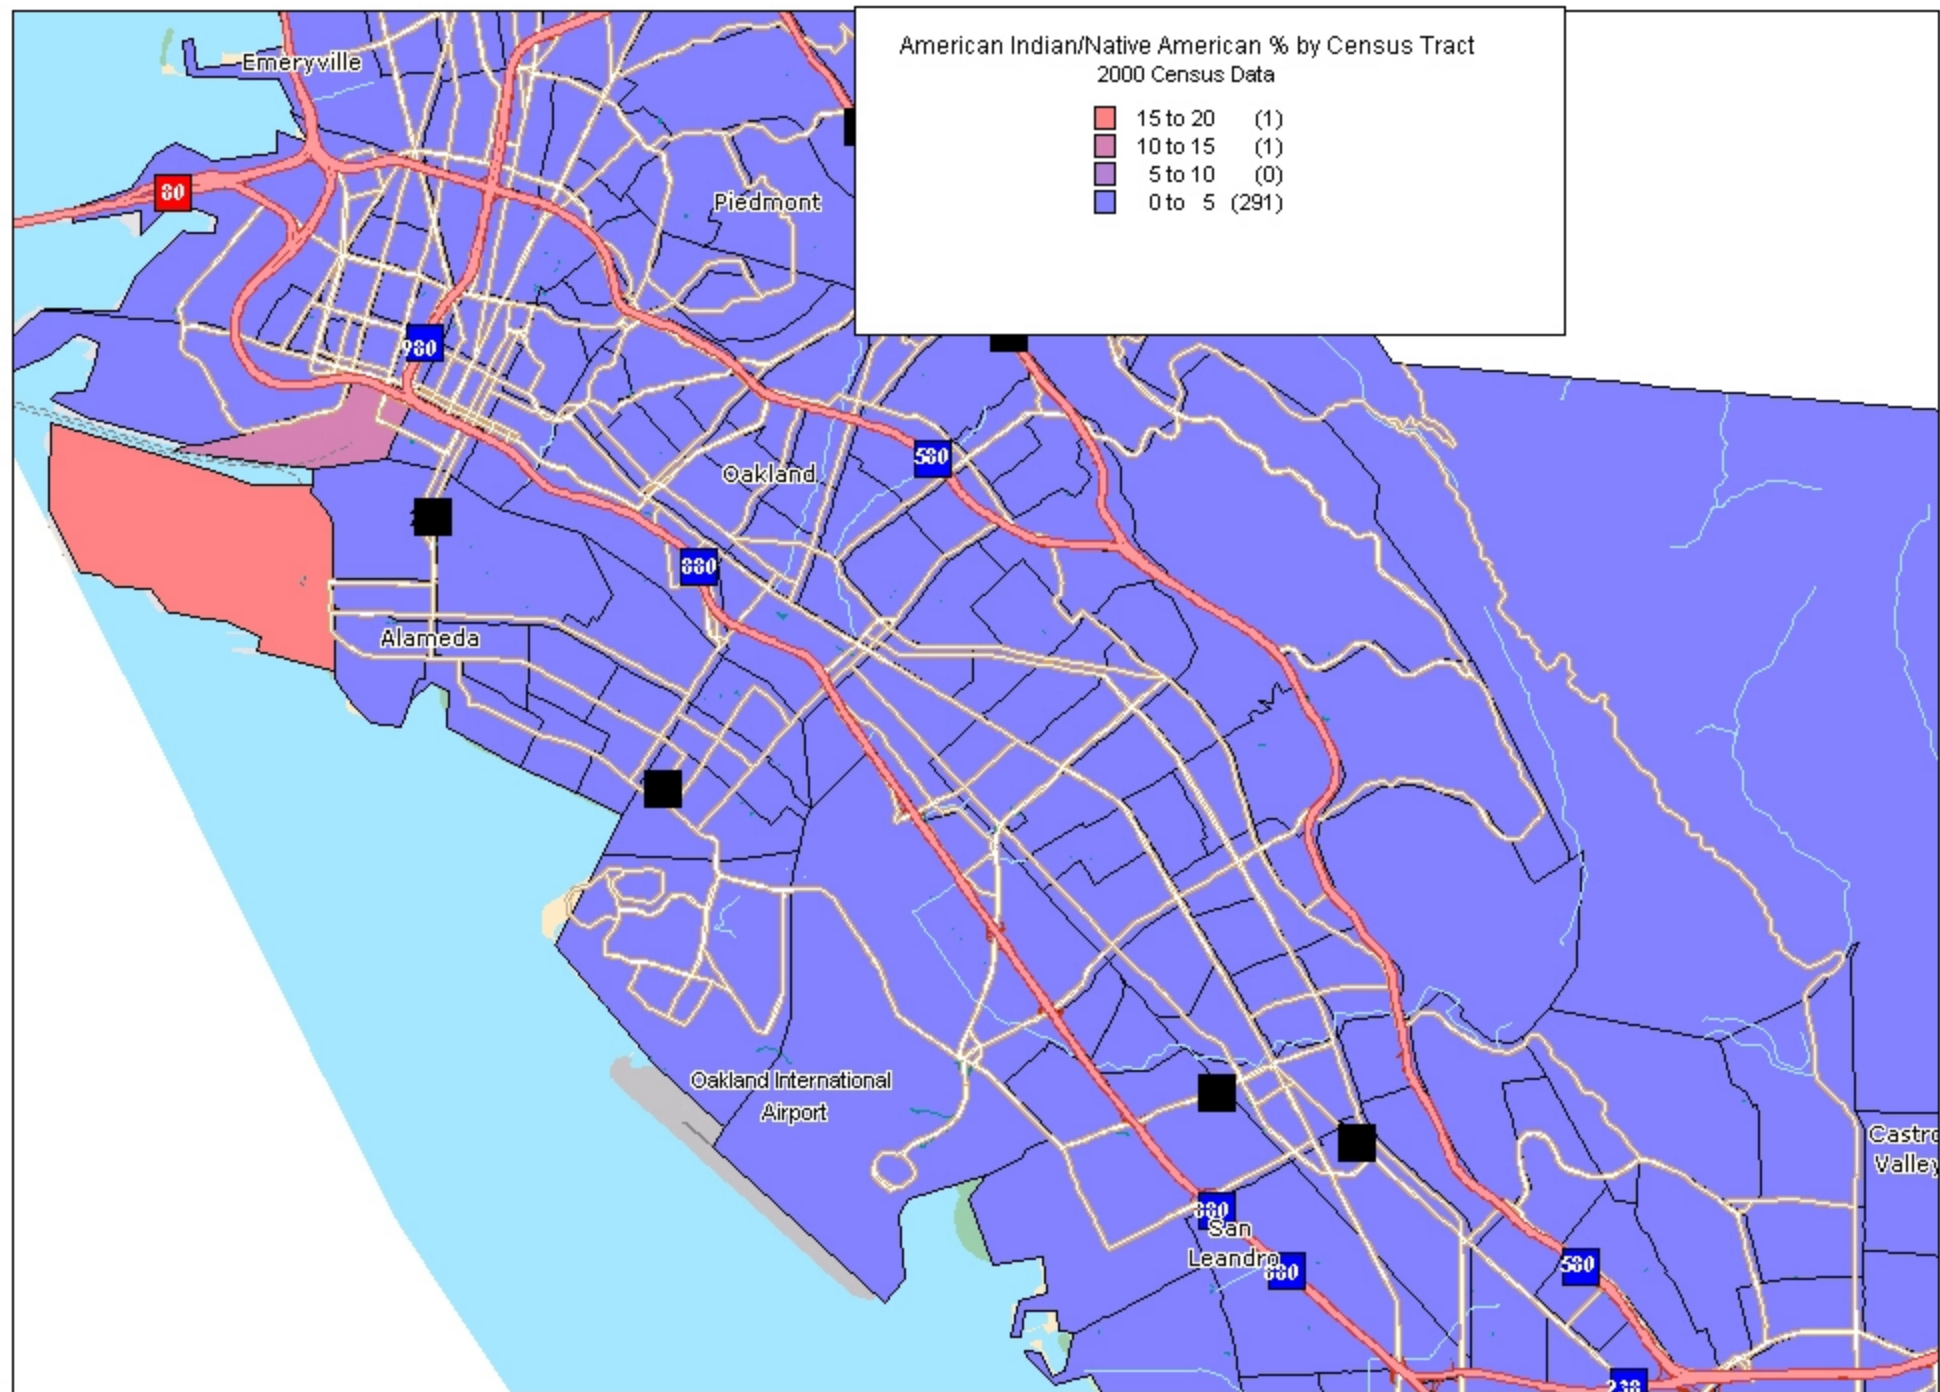 American Indian/Native American % by Census Tract
2000 Census Data
15 to 20 (1)
10 to 15 (1)
5 to 10 (0)
0 to 5 (291)
Emeryville
80
Piedmont
980
Oakland
580
880
Alameda
Oakland International
Airport
Castro
Valley
880
San
Leandro
880
580
238